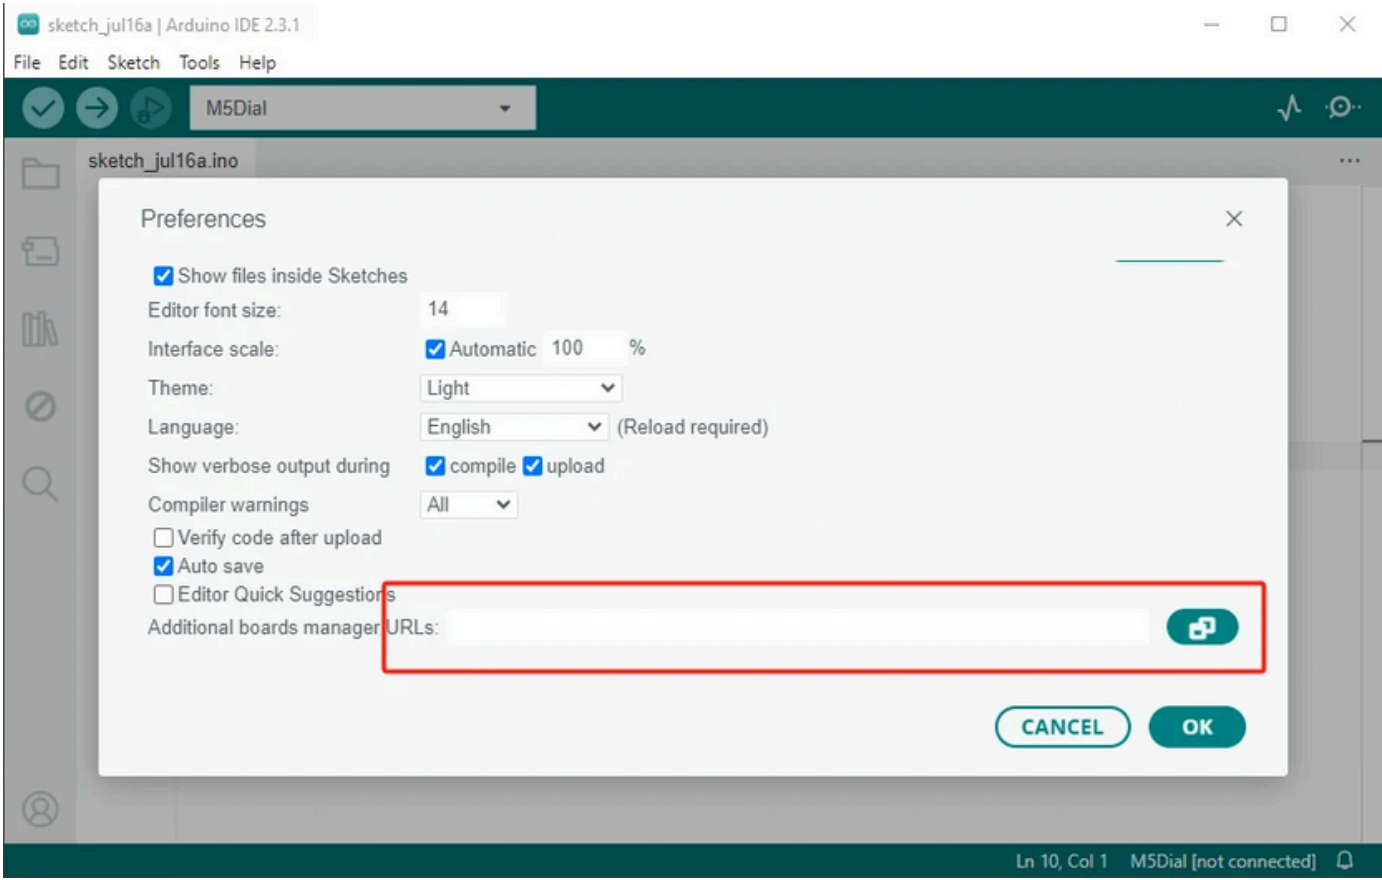 sketch_jul16a | Arduino IDE 2.3.1
File Edit Sketch Tools Help
M5Dial
sketch_jul16a.ino
Preferences
Show files inside Sketches
Editor font size: 14
Interface scale: Automatic 100 %
Theme: Light
Language: English (Reload required)
Show verbose output during compile upload
Compiler warnings All
Verify code after upload
Auto save
Editor Quick Suggestions
Additional boards manager URLs:
CANCEL OK
Ln 10, Col 1 M5Dial [not connected]